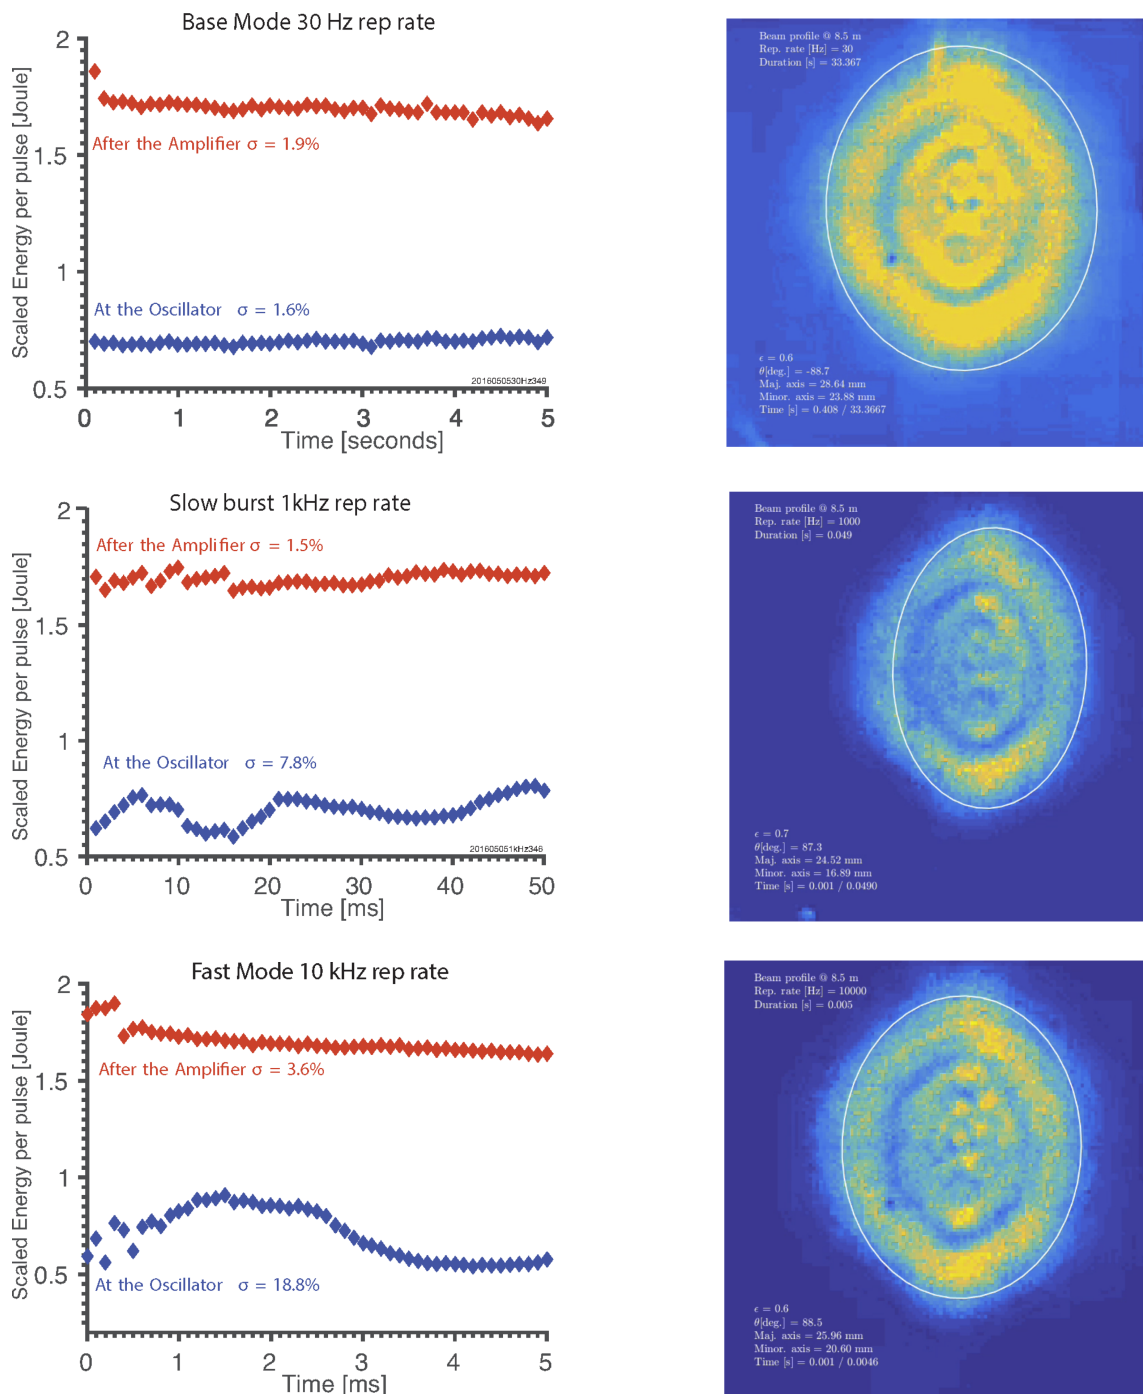 Base Mode 30 Hz rep rate
Scaled Energy per pulse [Joule]
2
1.5
1
0.5
After the Amplifier σ = 1.9%
At the Oscillator σ = 1.6%
2016050530Hz349
0 1 2 3 4 5
Time [seconds]
Beam profile @ 8.5 m
Rep. rate [Hz] = 30
Duration [s] = 33.367
ϵ = 0.6
θ[deg.] = -88.7
Maj. axis = 28.64 mm
Minor. axis = 23.88 mm
Time [s] = 0.408 / 33.3667
Slow burst 1kHz rep rate
Scaled Energy per pulse [Joule]
2
1.5
1
0.5
After the Amplifier σ = 1.5%
At the Oscillator σ = 7.8%
201605051kHz346
0 10 20 30 40 50
Time [ms]
Beam profile @ 8.5 m
Rep. rate [Hz] = 1000
Duration [s] = 0.049
ϵ = 0.7
θ[deg.] = 87.3
Maj. axis = 24.52 mm
Minor. axis = 16.89 mm
Time [s] = 0.001 / 0.0490
Fast Mode 10 kHz rep rate
Scaled Energy per pulse [Joule]
2
1.5
1
0.5
After the Amplifier σ = 3.6%
At the Oscillator σ = 18.8%
0 1 2 3 4 5
Time [ms]
Beam profile @ 8.5 m
Rep. rate [Hz] = 10000
Duration [s] = 0.005
ϵ = 0.6
θ[deg.] = 88.5
Maj. axis = 25.96 mm
Minor. axis = 20.60 mm
Time [s] = 0.001 / 0.0046